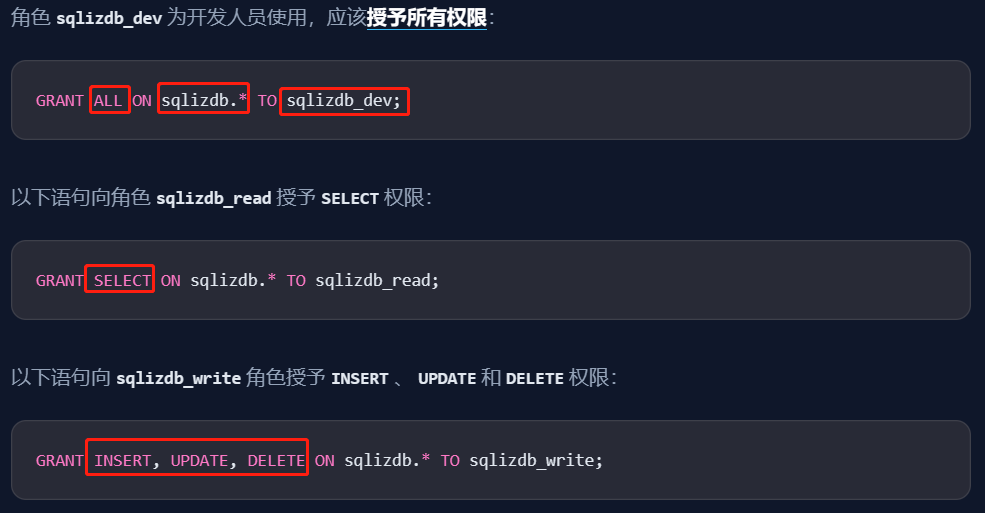 角色 sqlizdb_dev 为开发人员使用，应该授予所有权限：
GRANT ALL ON sqlizdb.* TO sqlizdb_dev;
以下语句向角色 sqlizdb_read 授予 SELECT 权限：
GRANT SELECT ON sqlizdb.* TO sqlizdb_read;
以下语句向 sqlizdb_write 角色授予 INSERT 、 UPDATE 和 DELETE 权限：
GRANT INSERT, UPDATE, DELETE ON sqlizdb.* TO sqlizdb_write;